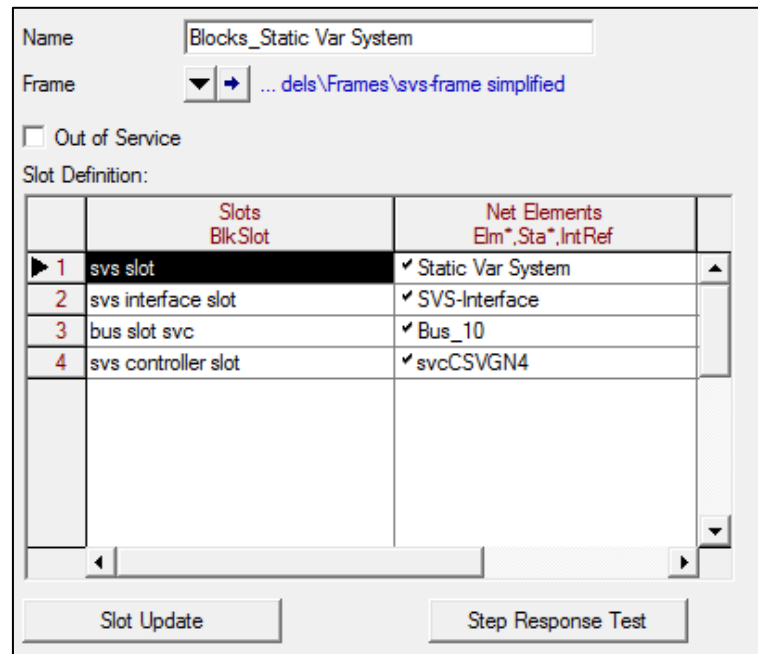 Name Blocks_Static Var System
Frame ... dels\Frames\svs-frame simplified
Out of Service
Slot Definition:
Slots Net Elements
BlkSlot Elm*,Sta*,IntRef
1 svs slot Static Var System
2 svs interface slot SVS-Interface
3 bus slot svc Bus_10
4 svs controller slot svcCSVGN4
Slot Update Step Response Test